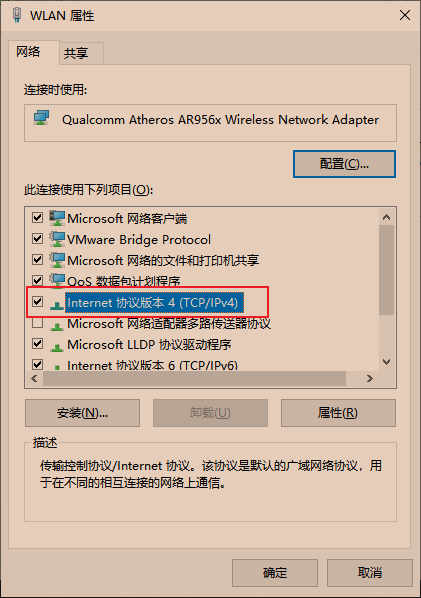 WLAN 属性
网络
共享
连接时使用:
Qualcomm Atheros AR956x Wireless Network Adapter
配置(C)...
此连接使用下列项目(O):
Microsoft 网络客户端
VMware Bridge Protocol
Microsoft 网络的文件和打印机共享
QoS 数据包计划程序
Internet 协议版本 4 (TCP/IPv4)
Microsoft 网络适配器多路传送器协议
Microsoft LLDP 协议驱动程序
Internet 协议版本 6 (TCP/IPv6)
安装(N)...
卸载(U)
属性(R)
描述
传输控制协议/Internet 协议。该协议是默认的广域网络协议，用
于在不同的相互连接的网络上通信。
确定
取消